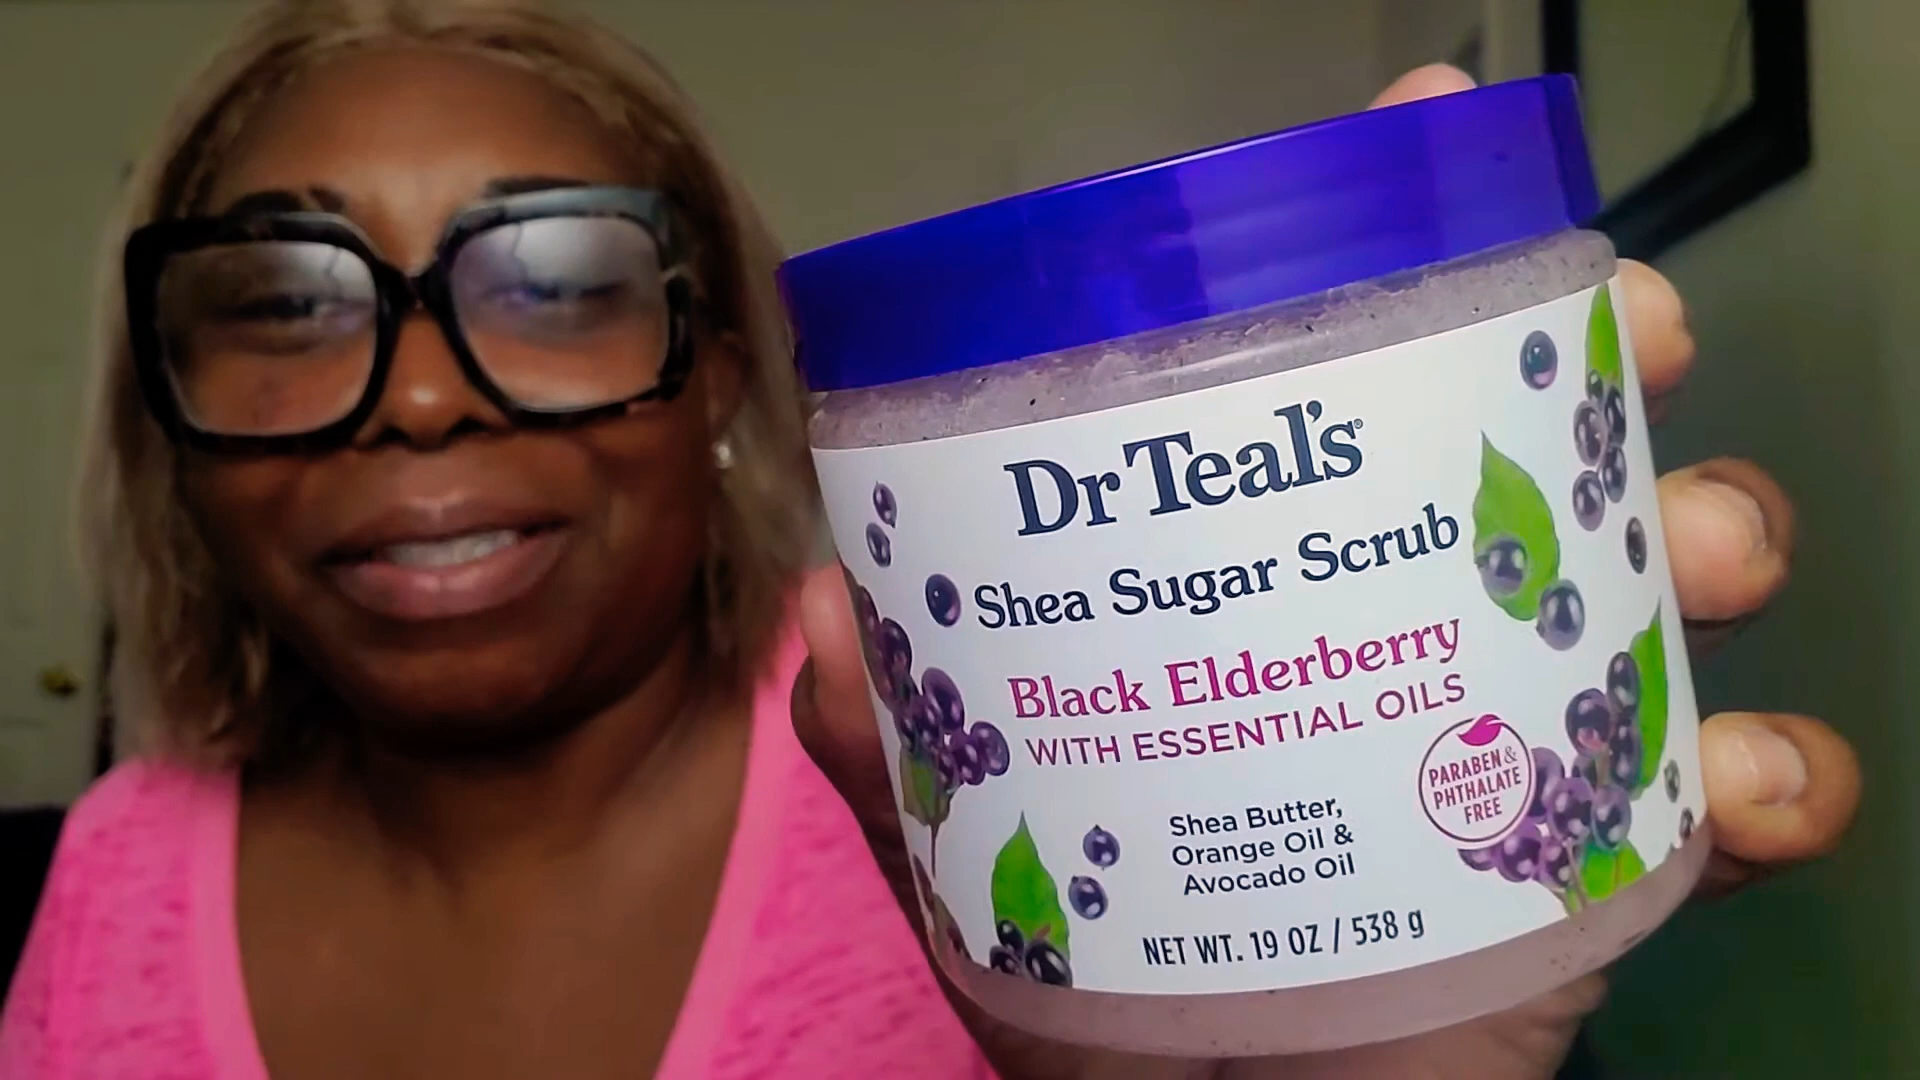 Dr Teal's®
Shea Sugar Scrub
Black Elderberry
WITH ESSENTIAL OILS
PARABEN &
PHTHALATE
FREE
Shea Butter,
Orange Oil &
Avocado Oil
NET WT. 19 OZ / 538 g